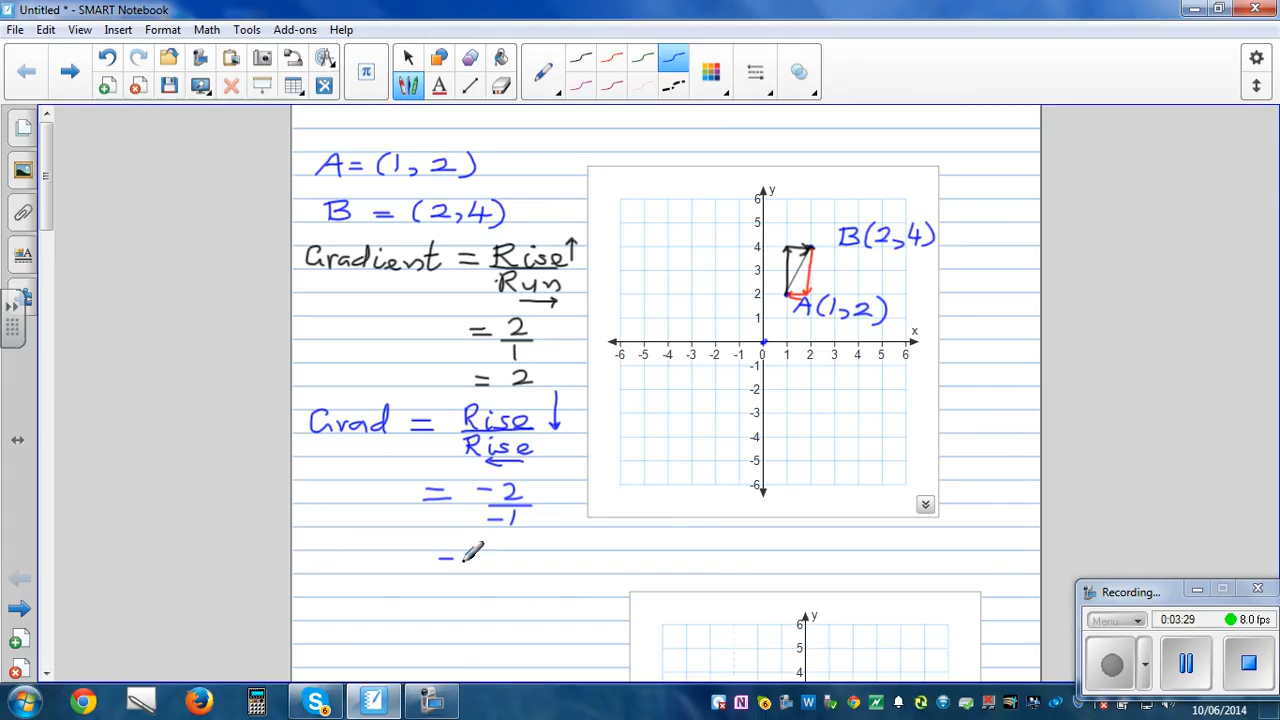 Untitled * - SMART Notebook
File Edit View Insert Format Math Tools Add-ons Help
π
A
A = (1, 2)
B = (2,4)
Gradient = Rise↑
Run
→
= 2
1
= 2
Grad = Rise ↓
Rise
←
= -2
-1
-
y
6
5
4
3
2
1
B(2,4)
A(1,2)
x
-6 -5 -4 -3 -2 -1 0 1 2 3 4 5 6
-1
-2
-3
-4
-5
-6
y
6
5
4
Recording...
Menu
0:03:29
8.0 fps
10/06/2014